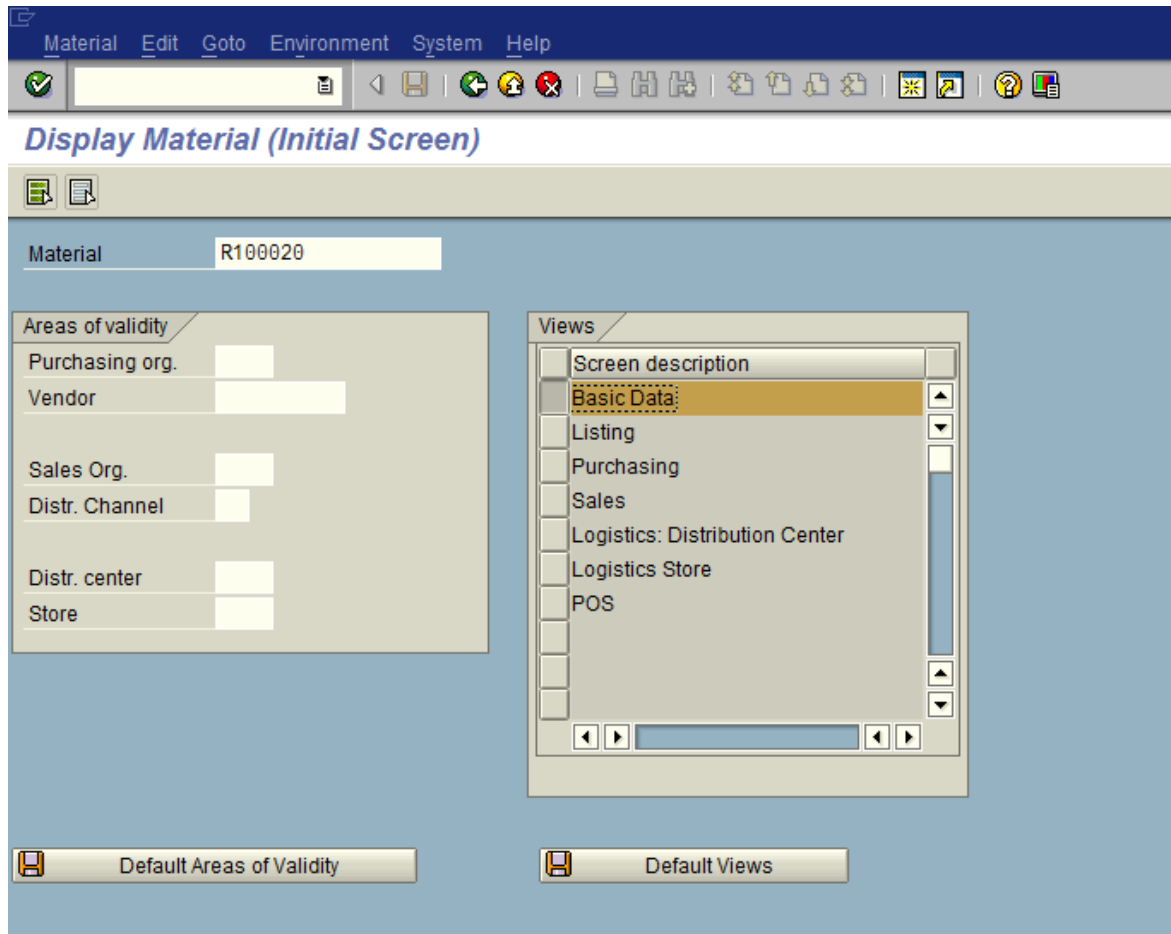 Material Edit Goto Environment System Help
Display Material (Initial Screen)
Material R100020
Areas of validity
Purchasing org.
Vendor
Sales Org.
Distr. Channel
Distr. center
Store
Views
Screen description
Basic Data
Listing
Purchasing
Sales
Logistics: Distribution Center
Logistics Store
POS
Default Areas of Validity
Default Views